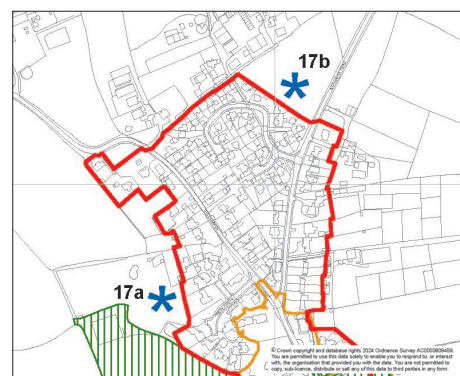 17b
17a
© Crown copyright and database rights 2024 Ordnance Survey AC0000809459.
You are permitted to use this data solely to enable you to respond to, or interact
with, the organisation that provided you with the data. You are not permitted to
copy, sub-licence, distribute or sell any of this data to third parties in any form.